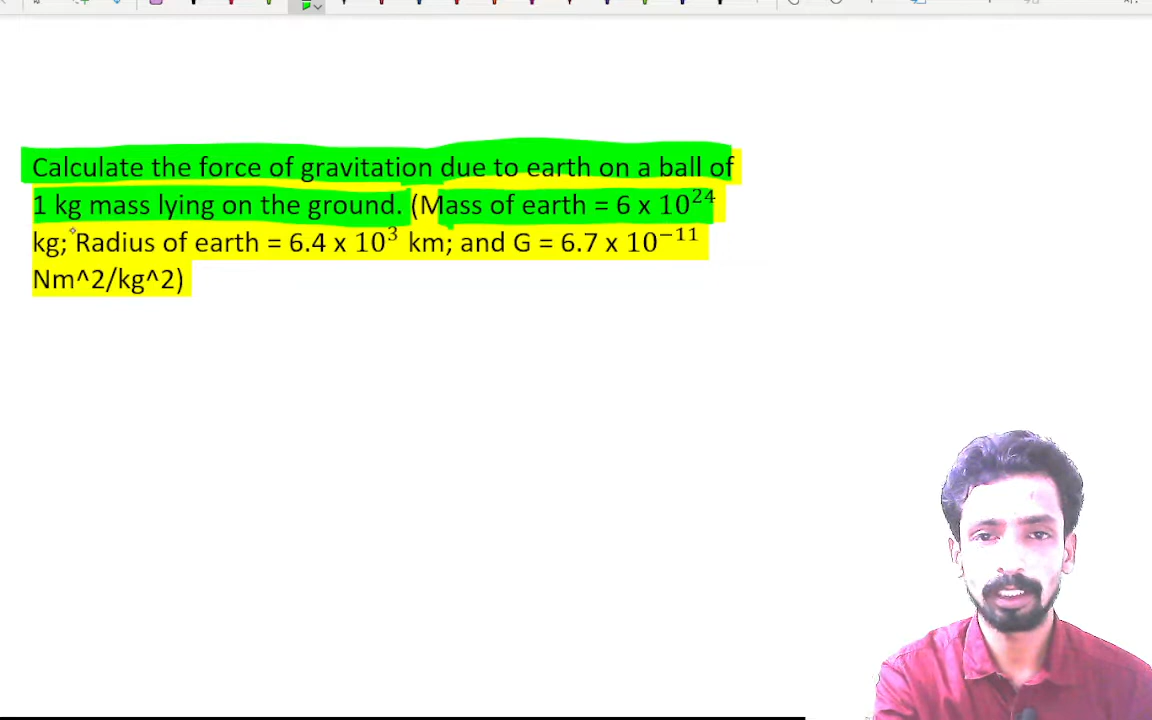 Calculate the force of gravitation due to earth on a ball of
1 kg mass lying on the ground. (Mass of earth = 6 x 10²⁴
kg; Radius of earth = 6.4 x 10³ km; and G = 6.7 x 10⁻¹¹
Nm^2/kg^2)